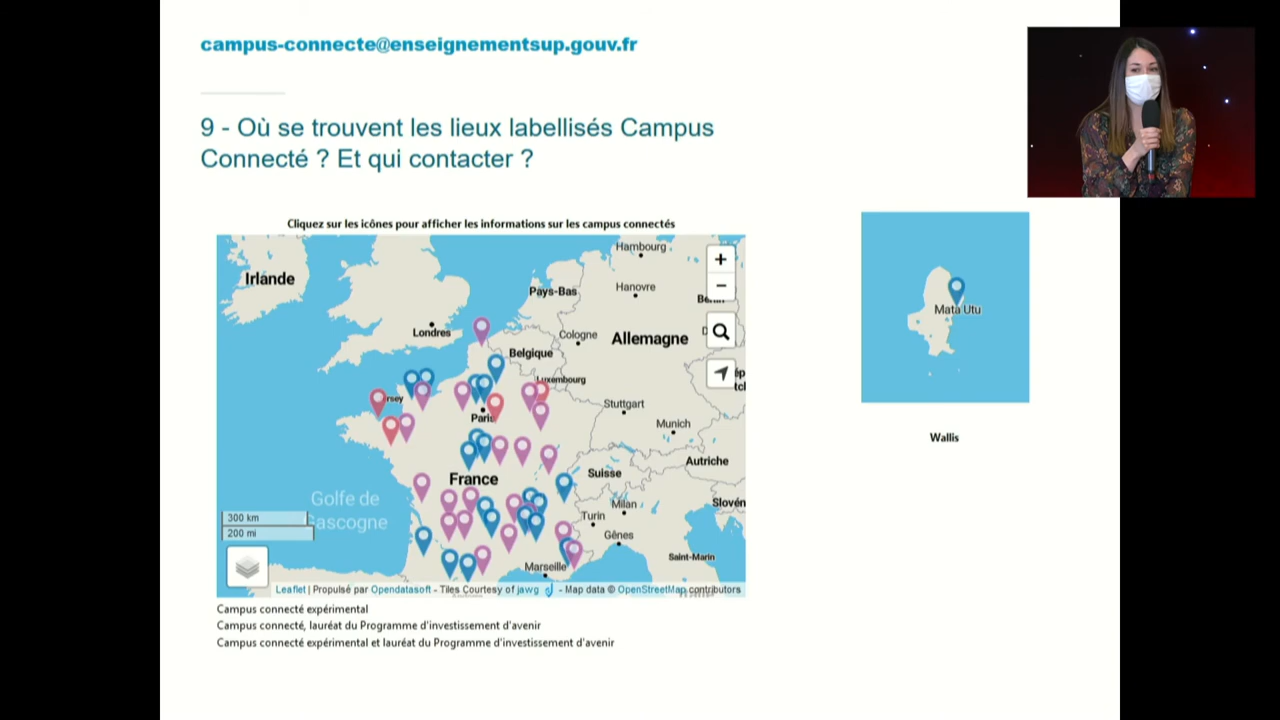 campus-connecte@enseignementsup.gouv.fr
9 - Où se trouvent les lieux labellisés Campus
Connecté ? Et qui contacter ?
Cliquez sur les icônes pour afficher les informations sur les campus connectés
Hambourg
Irlande
+
Hanovre
Pays-Bas
−
Londres
Cologne
Allemagne
Belgique
Luxembourg
rsey
Stuttgart
Paris
Munich
Autriche
Suisse
France
Golfe de
Gascogne
Milan
Slovén
Turin
300 km
200 mi
Gênes
Saint-Marin
Marseille
Leaflet | Propulsé par Opendatasoft - Tiles Courtesy of jawg - Map data © OpenStreetMap contributors
Mata Utu
Wallis
Campus connecté expérimental
Campus connecté, lauréat du Programme d'investissement d'avenir
Campus connecté expérimental et lauréat du Programme d'investissement d'avenir